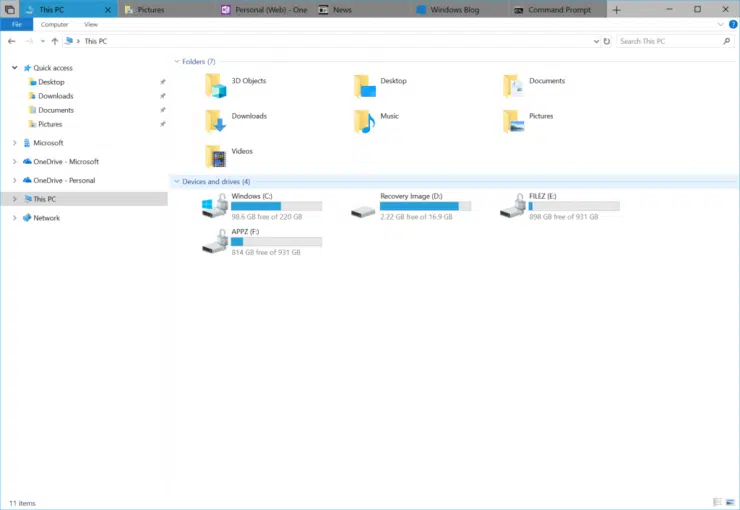 This PC
Pictures
Personal (Web) - One
News
Windows Blog
Command Prompt
File Computer View
This PC
Search This PC
Quick access
Desktop
Downloads
Documents
Pictures
Microsoft
OneDrive - Microsoft
OneDrive - Personal
This PC
Network
Folders (7)
3D Objects
Desktop
Documents
Downloads
Music
Pictures
Videos
Devices and drives (4)
Windows (C:)
98.6 GB free of 220 GB
Recovery Image (D:)
2.22 GB free of 16.9 GB
FILEZ (E:)
898 GB free of 931 GB
APPZ (F:)
814 GB free of 931 GB
11 items